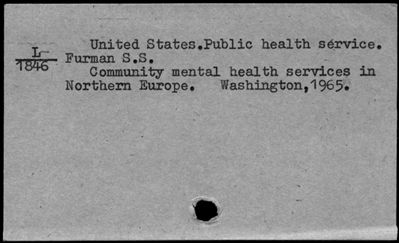 United States.Public health service.
L-
1846
Furman S.S.
Community mental health services in
Northern Europe. Washington,1965.